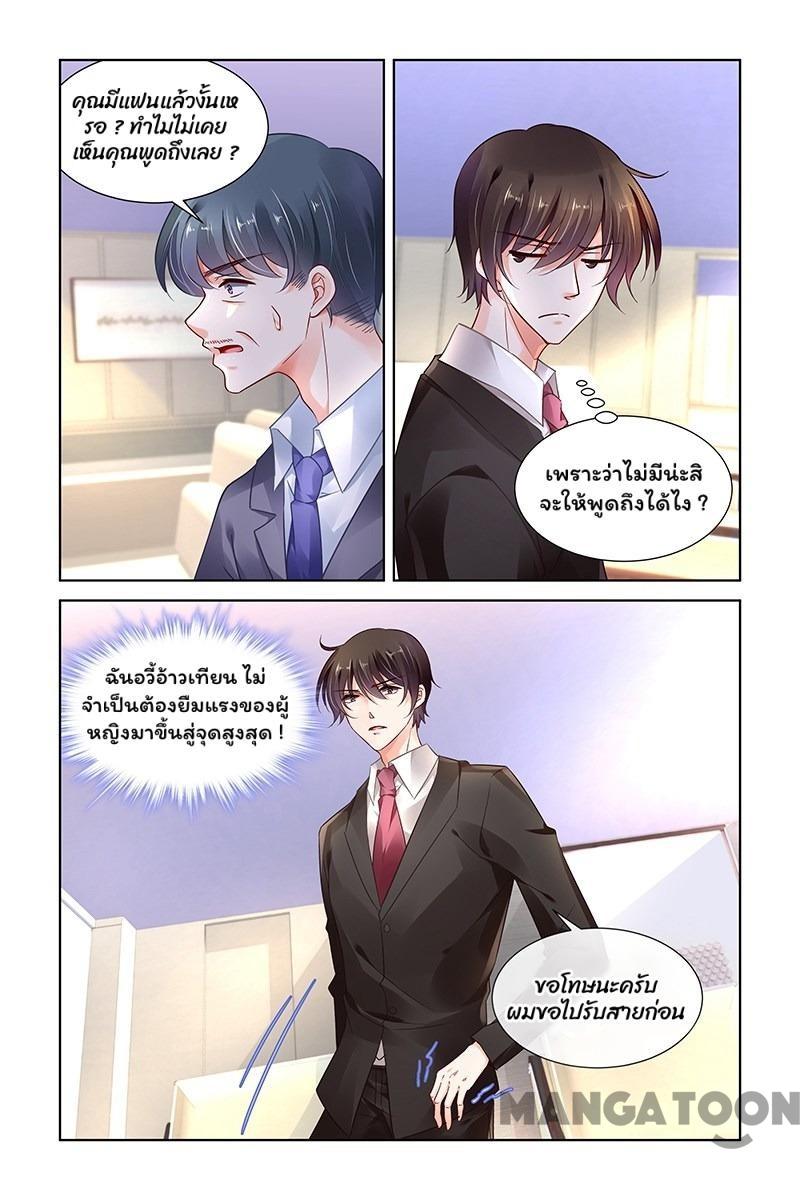 คุณมีแฟนแล้วงั้นเห
รอ ? ทำไมไม่เคย
เห็นคุณพูดถึงเลย ?
เพราะว่าไม่มีน่ะสิ
จะให้พูดถึงได้ไง ?
ฉันอวี้อ้าวเทียน ไม่
จำเป็นต้องยืมแรงของผู้
หญิงมาขึ้นสู่จุดสูงสุด !
ขอโทษนะครับ
ผมขอไปรับสายก่อน
MANGATOON